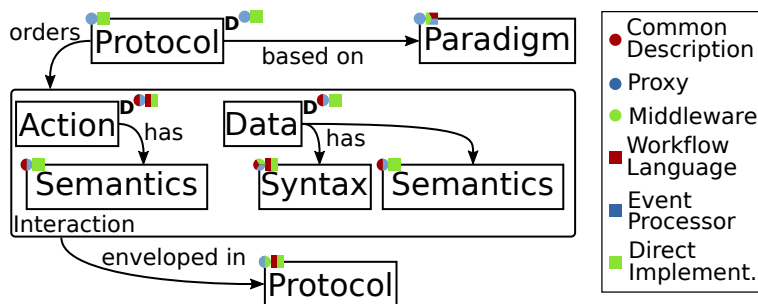 orders
Protocol
D
based on
Paradigm
Action
D
has
Data
D
has
Semantics
Syntax
Semantics
Interaction
enveloped in
Protocol
Common
Description
Proxy
Middleware
Workflow
Language
Event
Processor
Direct
Implement.